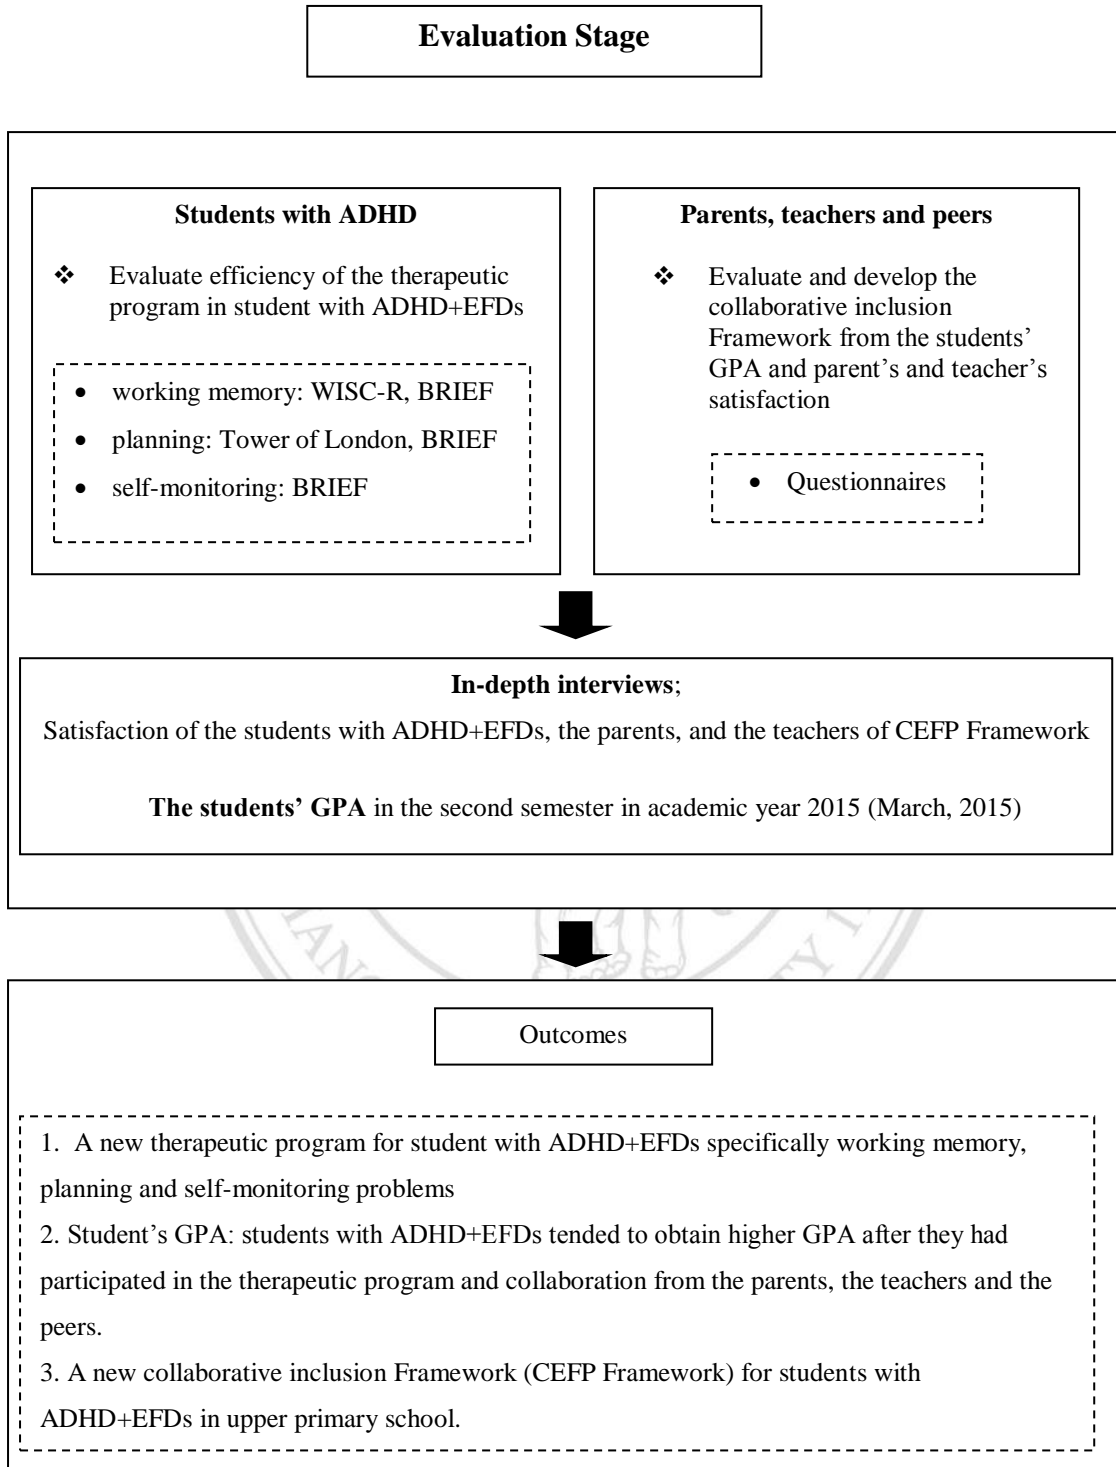 Evaluation Stage
Students with ADHD
❖ Evaluate efficiency of the therapeutic
program in student with ADHD+EFDs
• working memory: WISC-R, BRIEF
• planning: Tower of London, BRIEF
• self-monitoring: BRIEF
Parents, teachers and peers
❖ Evaluate and develop the
collaborative inclusion
Framework from the students’
GPA and parent’s and teacher’s
satisfaction
• Questionnaires
In-depth interviews;
Satisfaction of the students with ADHD+EFDs, the parents, and the teachers of CEFP Framework
The students’ GPA in the second semester in academic year 2015 (March, 2015)
Outcomes
1. A new therapeutic program for student with ADHD+EFDs specifically working memory,
planning and self-monitoring problems
2. Student’s GPA: students with ADHD+EFDs tended to obtain higher GPA after they had
participated in the therapeutic program and collaboration from the parents, the teachers and the
peers.
3. A new collaborative inclusion Framework (CEFP Framework) for students with
ADHD+EFDs in upper primary school.